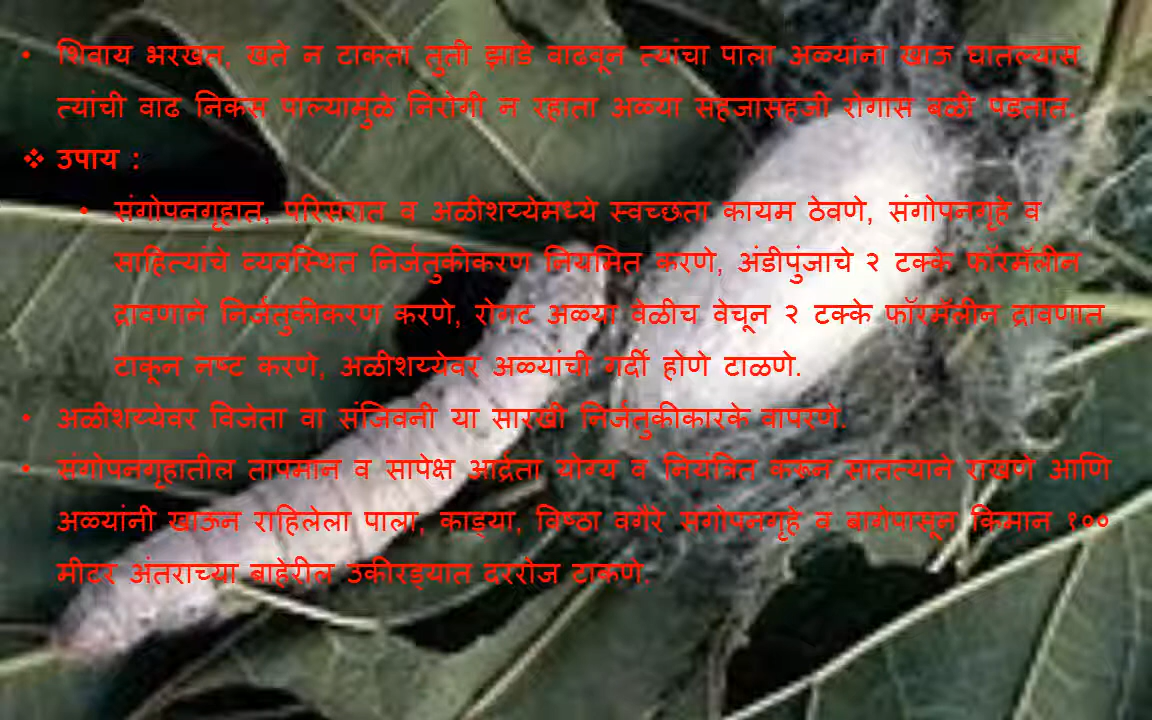 • शिवाय भरखत, खते न टाकता तुती झाडे वाढवून त्यांचा पाला अळ्यांना खाऊ घातल्यास
त्यांची वाढ निकस पाल्यामुळे निरोगी न रहाता अळ्या सहजासहजी रोगास बळी पडतात.
❖ उपाय :
• संगोपनगृहात, परिसरात व अळीशय्येमध्ये स्वच्छता कायम ठेवणे, संगोपनगृहे व
साहित्यांचे व्यवस्थित निर्जतुकीकरण नियमित करणे, अंडीपुंजाचे २ टक्के फॉरमॅलीन
द्रावणाने निर्जतुकीकरण करणे, रोगट अळ्या वेळीच वेचून २ टक्के फॉरमॅलीन द्रावणात
टाकून नष्ट करणे, अळीशय्येवर अळ्यांची गर्दी होणे टाळणे.
• अळीशय्येवर विजेता वा संजिवनी या सारखी निर्जतुकीकारके वापरणे.
• संगोपनगृहातील तापमान व सापेक्ष आर्द्रता योग्य व नियंत्रित करून सातत्याने राखणे आणि
अळ्यांनी खाऊन राहिलेला पाला, काड्या, विष्ठा वगैरे संगोपनगृहे व बागेपासून किमान १००
मीटर अंतराच्या बाहेरील उकीरड्यात दररोज टाकणे.